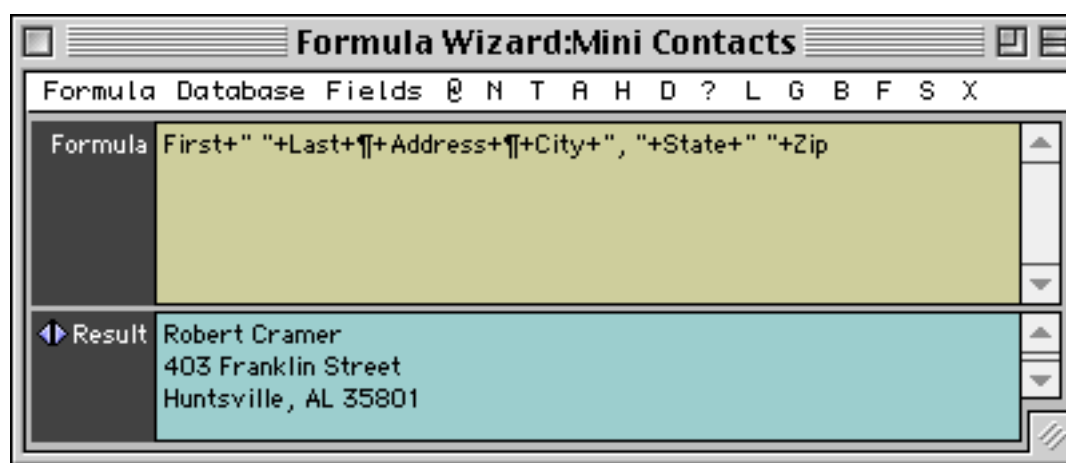 Formula Wizard:Mini Contacts
Formula Database Fields @ N T A H D ? L G B F S X
Formula First+" "+Last+¶+Address+¶+City+", "+State+" "+Zip
Result Robert Cramer
403 Franklin Street
Huntsville, AL 35801